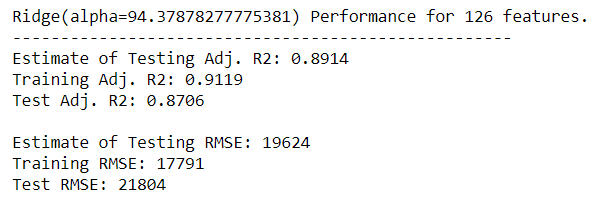 Ridge(alpha=94.37878277775381) Performance for 126 features.
----------------------------------------------------
Estimate of Testing Adj. R2: 0.8914
Training Adj. R2: 0.9119
Test Adj. R2: 0.8706

Estimate of Testing RMSE: 19624
Training RMSE: 17791
Test RMSE: 21804